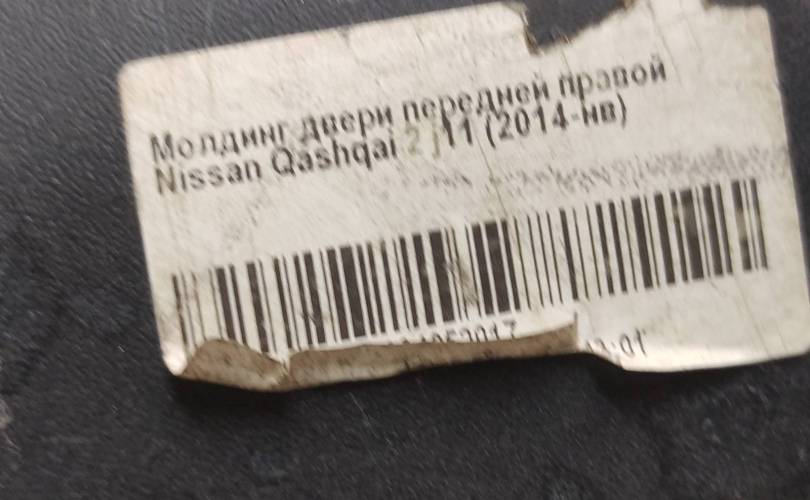 Молдинг двери передней правой
Nissan Qashqai 2 j11 (2014-нв)